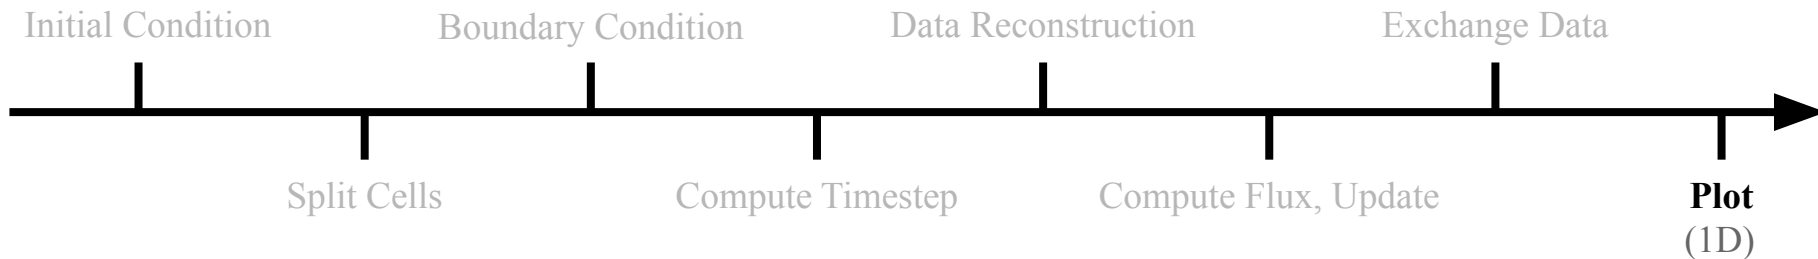 Initial Condition
Boundary Condition
Data Reconstruction
Exchange Data
Split Cells
Compute Timestep
Compute Flux, Update
Plot
(1D)